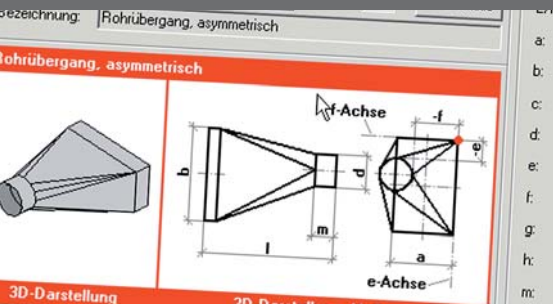 Bezeichnung: Rohrübergang, asymmetrisch
Rohrübergang, asymmetrisch
f-Achse
-f
-e
b
d
m
l
a
e-Achse
3D-Darstellung
a:
b:
c:
d:
e:
f:
g:
h:
m: